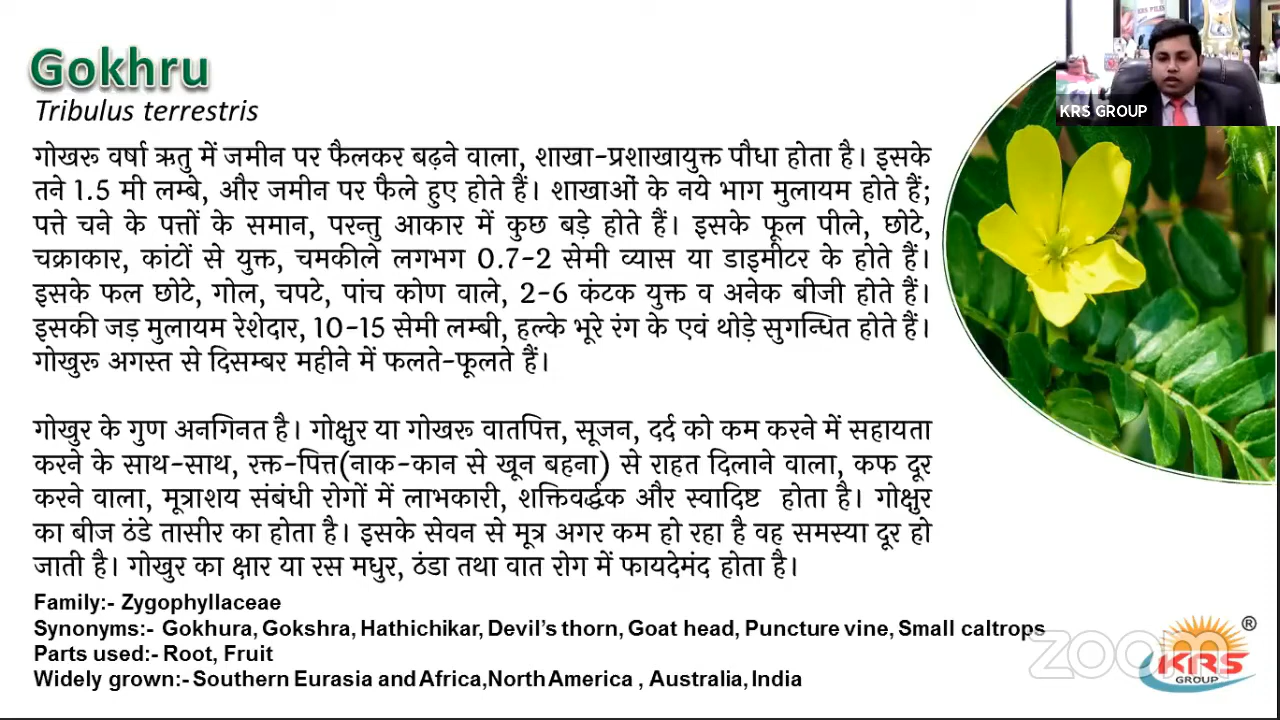 Gokhru
Tribulus terrestris
KRS GROUP
गोखरू वर्षा ऋतु में जमीन पर फैलकर बढ़ने वाला, शाखा-प्रशाखायुक्त पौधा होता है। इसके
तने 1.5 मी लम्बे, और जमीन पर फैले हुए होते हैं। शाखाओं के नये भाग मुलायम होते हैं;
पत्ते चने के पत्तों के समान, परन्तु आकार में कुछ बड़े होते हैं। इसके फूल पीले, छोटे,
चक्राकार, कांटों से युक्त, चमकीले लगभग 0.7-2 सेमी व्यास या डाइमीटर के होते हैं।
इसके फल छोटे, गोल, चपटे, पांच कोण वाले, 2-6 कंटक युक्त व अनेक बीजी होते हैं।
इसकी जड़ मुलायम रेशेदार, 10-15 सेमी लम्बी, हल्के भूरे रंग के एवं थोड़े सुगन्धित होते हैं।
गोखुरू अगस्त से दिसम्बर महीने में फलते-फूलते हैं।
गोखुर के गुण अनगिनत है। गोक्षुर या गोखरू वातपित्त, सूजन, दर्द को कम करने में सहायता
करने के साथ-साथ, रक्त-पित्त(नाक-कान से खून बहना) से राहत दिलाने वाला, कफ दूर
करने वाला, मूत्राशय संबंधी रोगों में लाभकारी, शक्तिवर्द्धक और स्वादिष्ट होता है। गोक्षुर
का बीज ठंडे तासीर का होता है। इसके सेवन से मूत्र अगर कम हो रहा है वह समस्या दूर हो
जाती है। गोखुर का क्षार या रस मधुर, ठंडा तथा वात रोग में फायदेमंद होता है।
Family:- Zygophyllaceae
Synonyms:- Gokhura, Gokshra, Hathichikar, Devil's thorn, Goat head, Puncture vine, Small caltrops
Parts used:- Root, Fruit
Widely grown:- Southern Eurasia and Africa,North America , Australia, India
zoom
KRS ®
GROUP